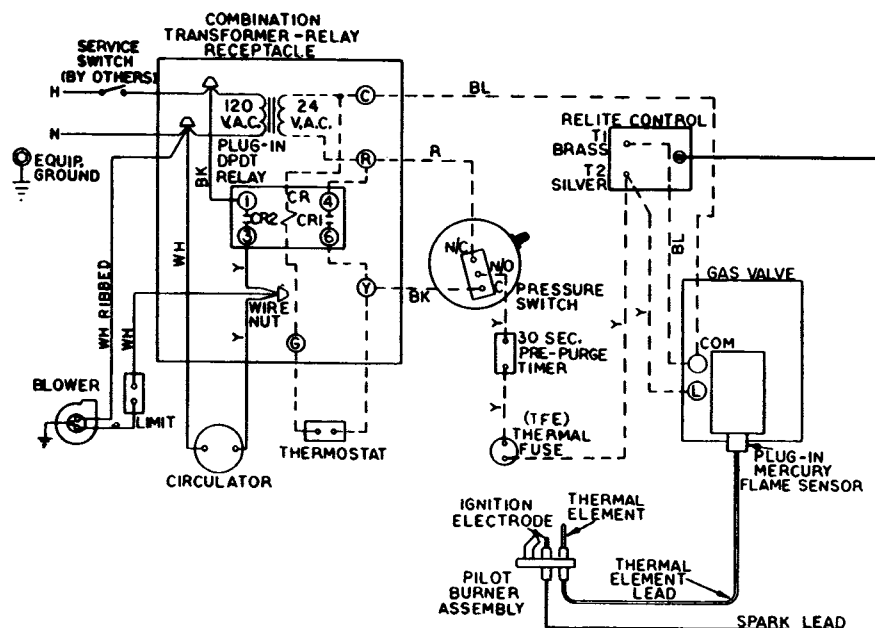 COMBINATION
TRANSFORMER-RELAY
RECEPTACLE
SERVICE
SWITCH
(BY OTHERS)
H
N
120
V.A.C.
24
V.A.C.
C
BL
EQUIP.
GROUND
PLUG-IN
DPDT
RELAY
BK
R
R
RELITE CONTROL
T1
BRASS
T2
SILVER
1
CR
4
CR2
CR1
3
6
WH RIBBED
WH
WH
Y
Y
WIRE
NUT
Y
G
BK
N/C
N/O
C
PRESSURE
SWITCH
Y
30 SEC.
PRE-PURGE
TIMER
Y
(TFE)
THERMAL
FUSE
Y
Y
BL
GAS VALVE
COM
L
BLOWER
LIMIT
CIRCULATOR
THERMOSTAT
PLUG-IN
MERCURY
FLAME SENSOR
IGNITION
ELECTRODE
THERMAL
ELEMENT
PILOT
BURNER
ASSEMBLY
THERMAL
ELEMENT
LEAD
SPARK LEAD